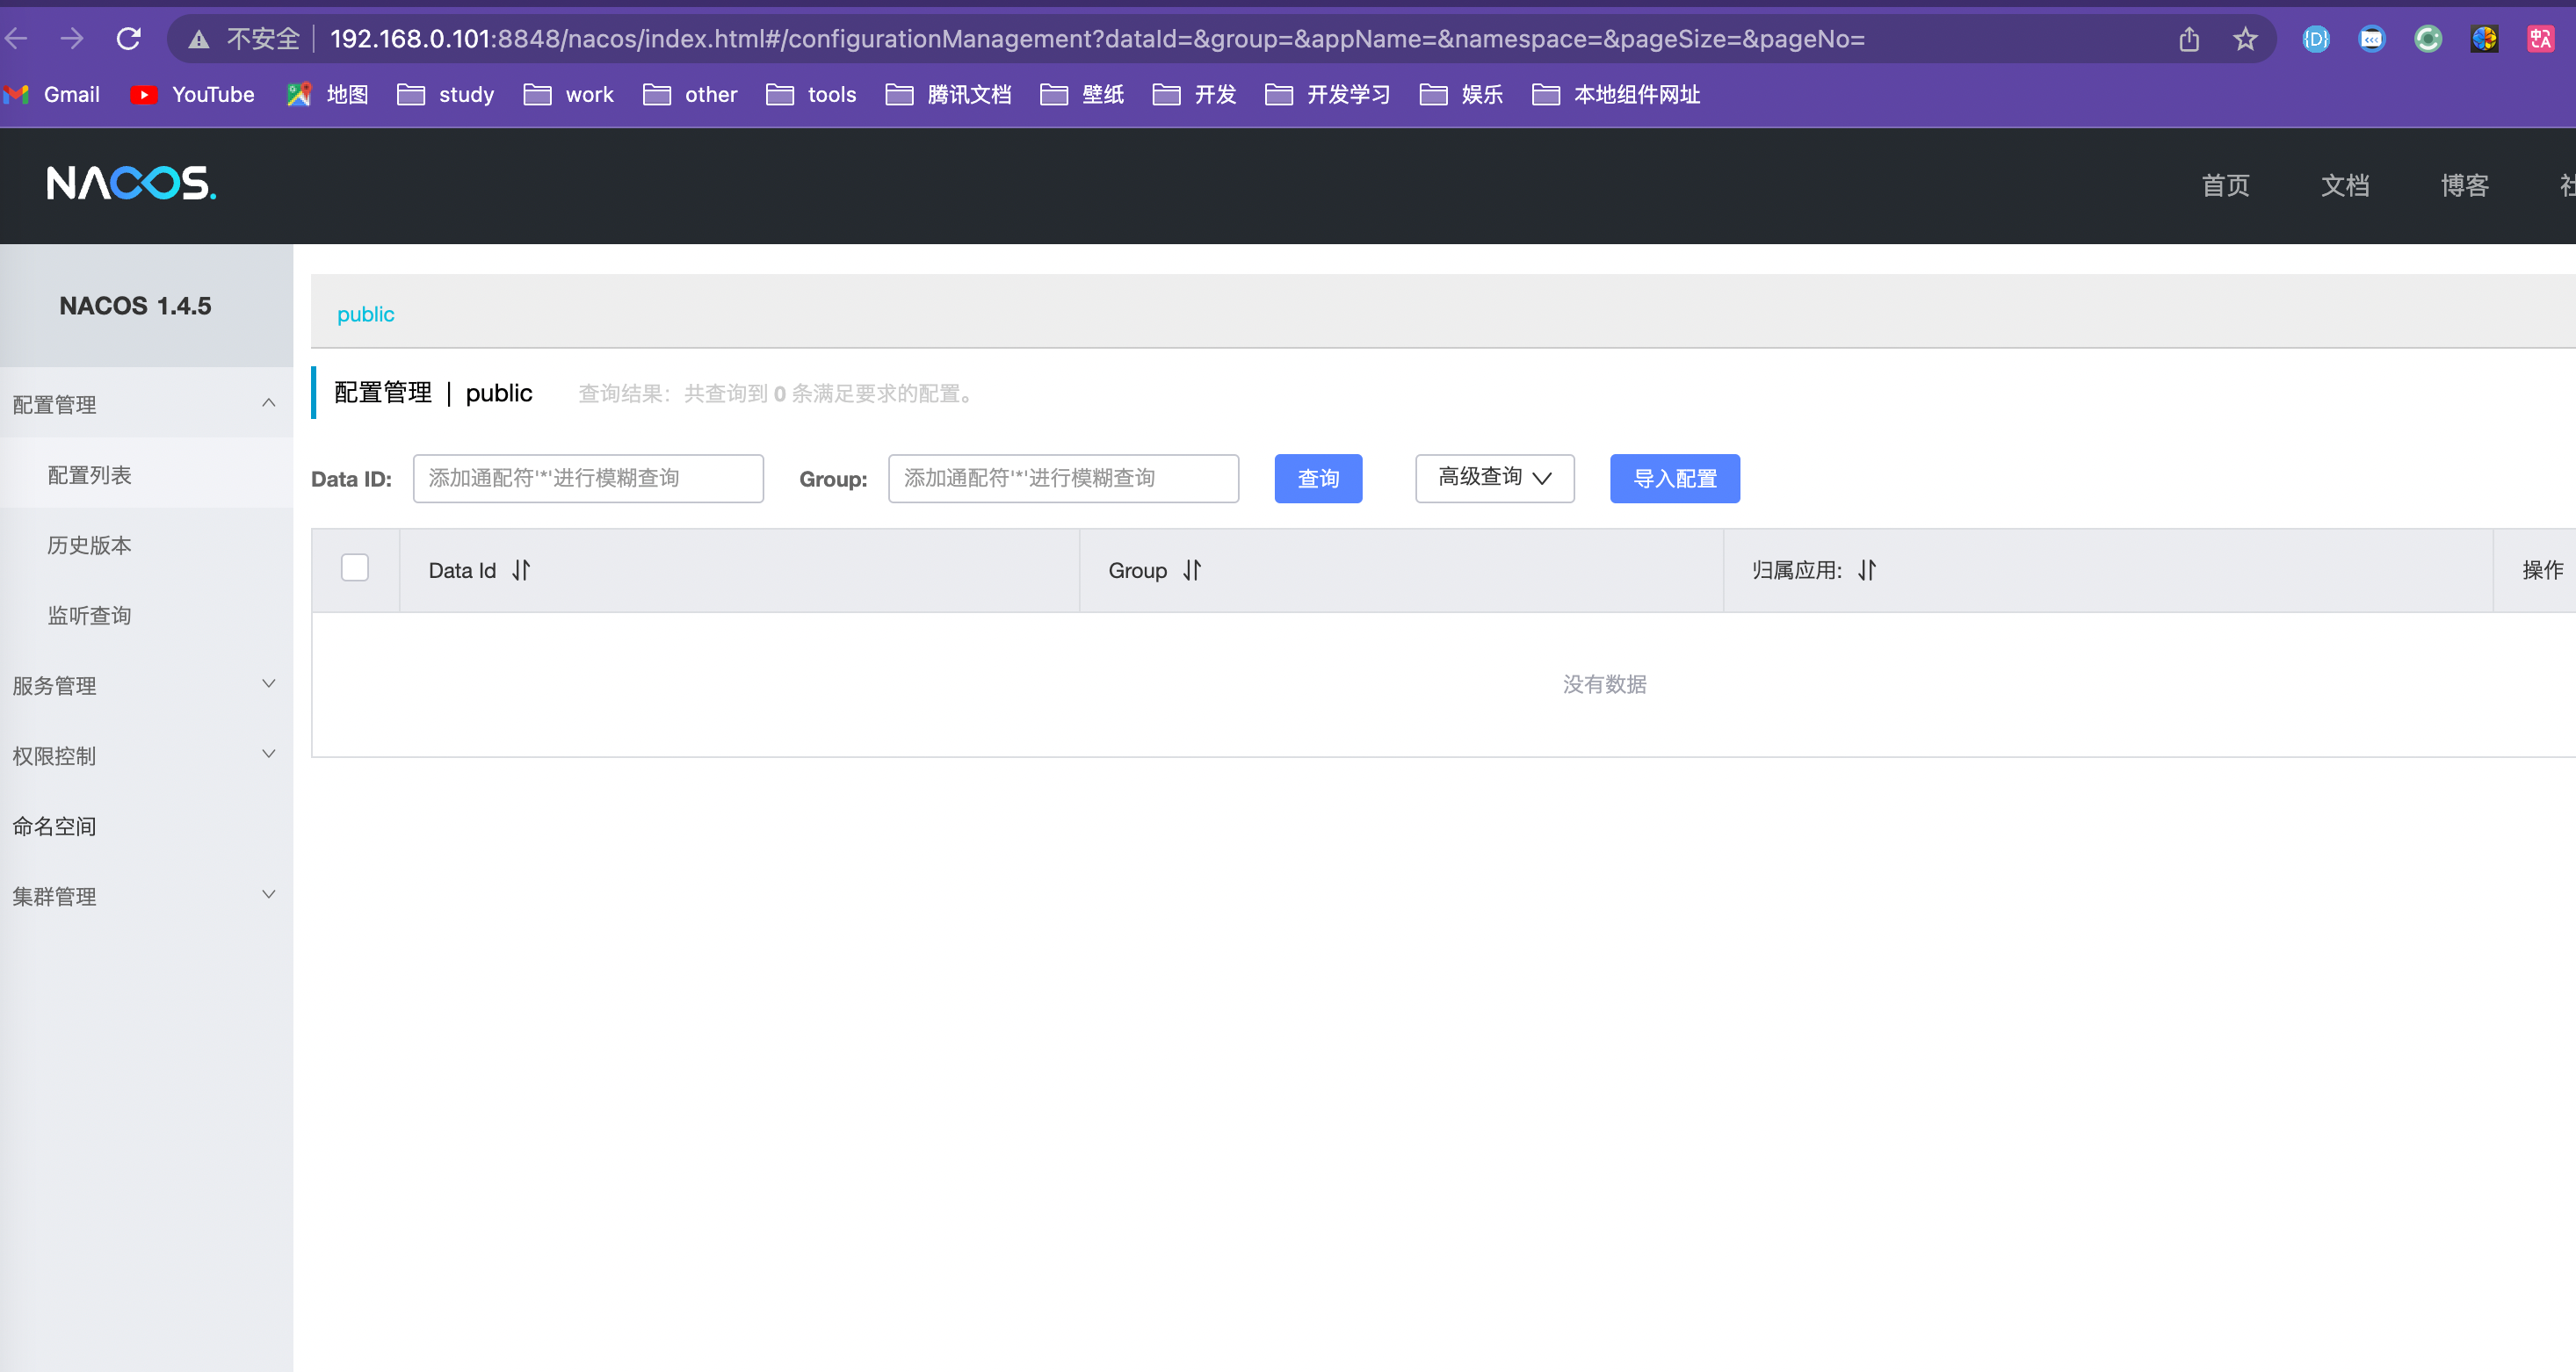 不安全 192.168.0.101:8848/nacos/index.html#/configurationManagement?dataId=&group=&appName=&namespace=&pageSize=&pageNo=
Gmail YouTube 地图 study work other tools 腾讯文档 壁纸 开发 开发学习 娱乐 本地组件网址
NACOS. 首页 文档 博客
NACOS 1.4.5
public
配置管理 | public 查询结果：共查询到 0 条满足要求的配置。
配置管理
配置列表
历史版本
监听查询
服务管理
权限控制
命名空间
集群管理
Data ID: 添加通配符'*'进行模糊查询 Group: 添加通配符'*'进行模糊查询 查询 高级查询 导入配置
Data Id Group 归属应用: 操作
没有数据